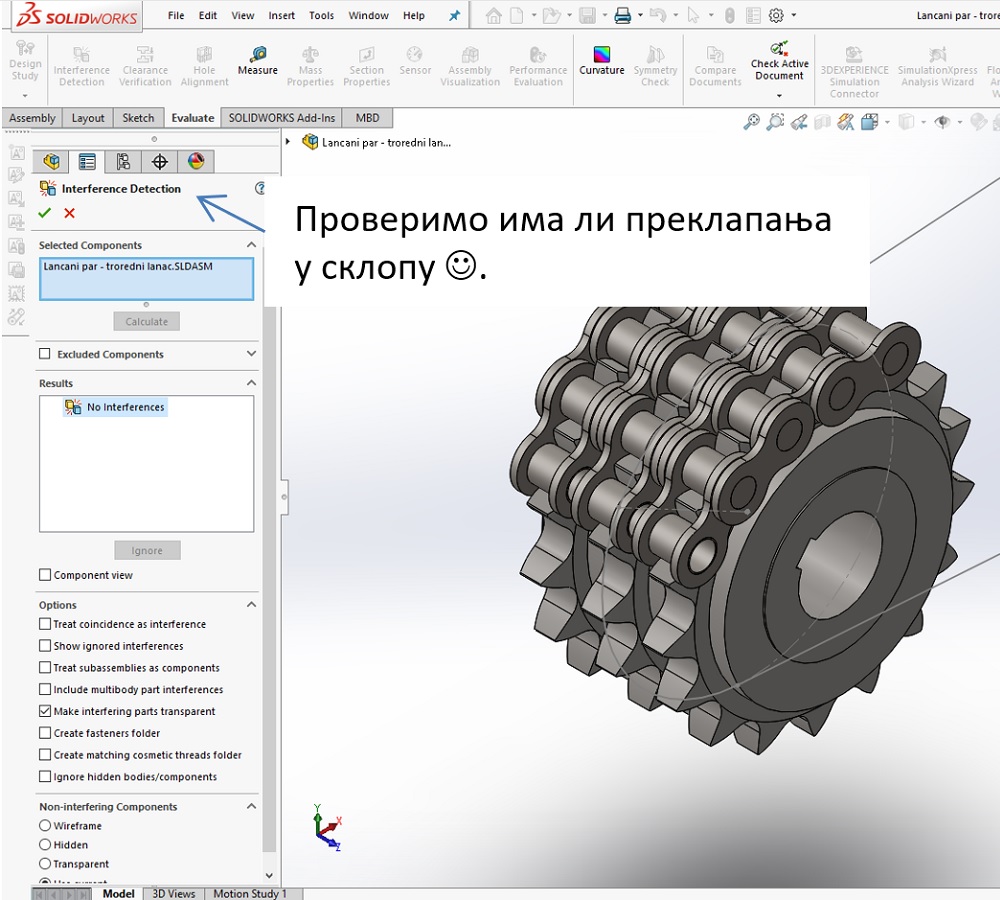 SOLIDWORKS File Edit View Insert Tools Window Help Lancani par - trore
Design Study Interference Detection Clearance Verification Hole Alignment Measure Mass Properties Section Properties Sensor Assembly Visualization Performance Evaluation Curvature Symmetry Check Compare Documents Check Active Document 3DEXPERIENCE Simulation Connector SimulationXpress Analysis Wizard
Assembly Layout Sketch Evaluate SOLIDWORKS Add-Ins MBD
Lancani par - troredni lan...
Interference Detection
Проверимо има ли преклапања
у склопу ☺.
Selected Components
Lancani par - troredni lanac.SLDASM
Calculate
Excluded Components
Results
No Interferences
Ignore
Component view
Options
Treat coincidence as interference
Show ignored interferences
Treat subassemblies as components
Include multibody part interferences
Make interfering parts transparent
Create fasteners folder
Create matching cosmetic threads folder
Ignore hidden bodies/components
Non-interfering Components
Wireframe
Hidden
Transparent
Y
X
Z
Model 3D Views Motion Study 1